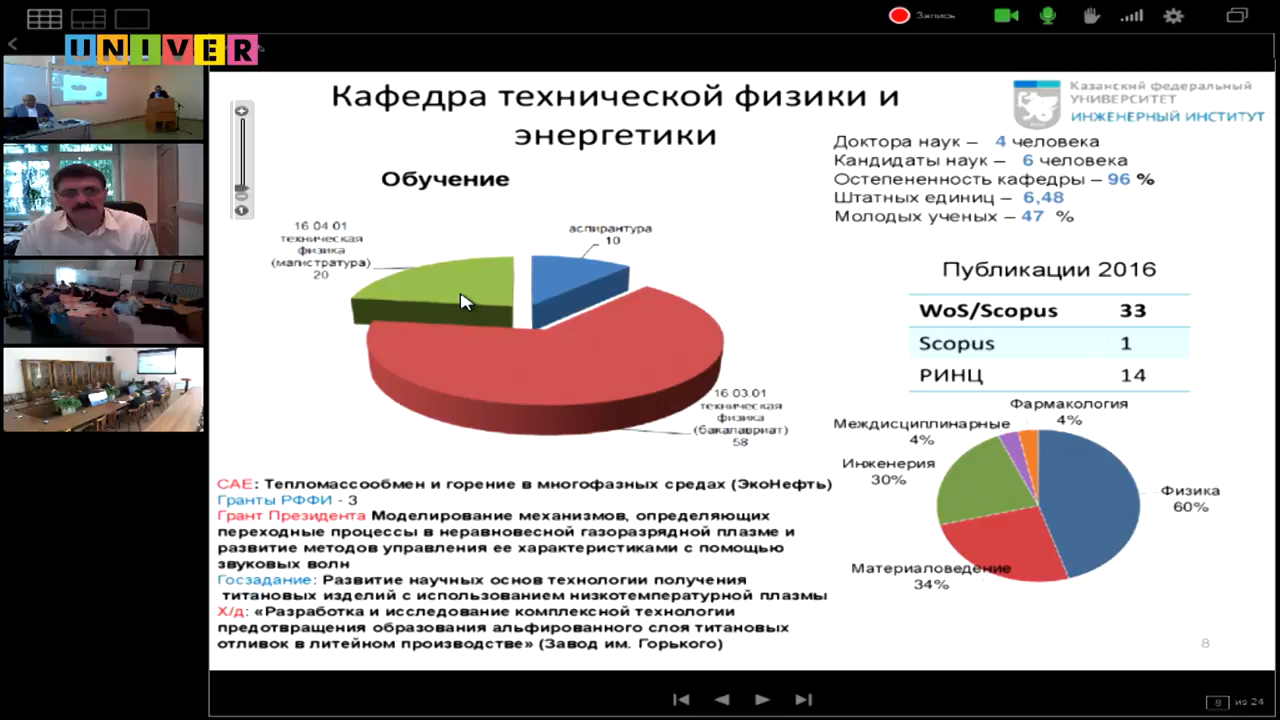 Запись
UNIVER
Кафедра технической физики и
энергетики
Казанский федеральный
УНИВЕРСИТЕТ
ИНЖЕНЕРНЫЙ ИНСТИТУТ
Доктора наук – 4 человека
Кандидаты наук – 6 человека
Остепененность кафедры – 96 %
Штатных единиц – 6,48
Молодых ученых – 47 %
Обучение
16 04 01
техническая
физика
(магистратура)
20
аспирантура
10
16 03 01
техническая
физика
(бакалавриат)
58
Публикации 2016
WoS/Scopus 33
Scopus 1
РИНЦ 14
Фармакология
4%
Междисциплинарные
4%
Инженерия
30%
Физика
60%
Материаловедение
34%
САЕ: Тепломассообмен и горение в многофазных средах (ЭкоНефть)
Гранты РФФИ - 3
Грант Президента Моделирование механизмов, определяющих
переходные процессы в неравновесной газоразрядной плазме и
развитие методов управления ее характеристиками с помощью
звуковых волн
Госзадание: Развитие научных основ технологии получения
титановых изделий с использованием низкотемпературной плазмы
Х/д: «Разработка и исследование комплексной технологии
предотвращения образования альфированного слоя титановых
отливок в литейном производстве» (Завод им. Горького)
8
8 из 24